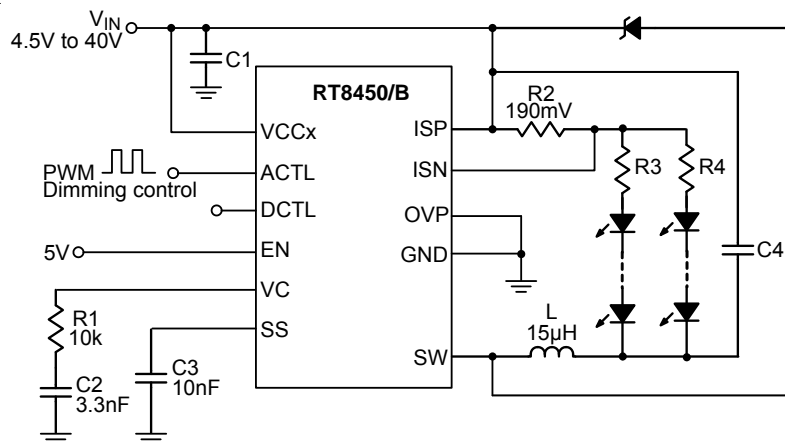 VIN
4.5V to 40V
C1
RT8450/B
R2
190mV
VCCx
ISP
PWM
Dimming control
ACTL
ISN
R3
R4
DCTL
OVP
5V
EN
GND
C4
VC
R1
10k
SS
L
15µH
SW
C2
3.3nF
C3
10nF